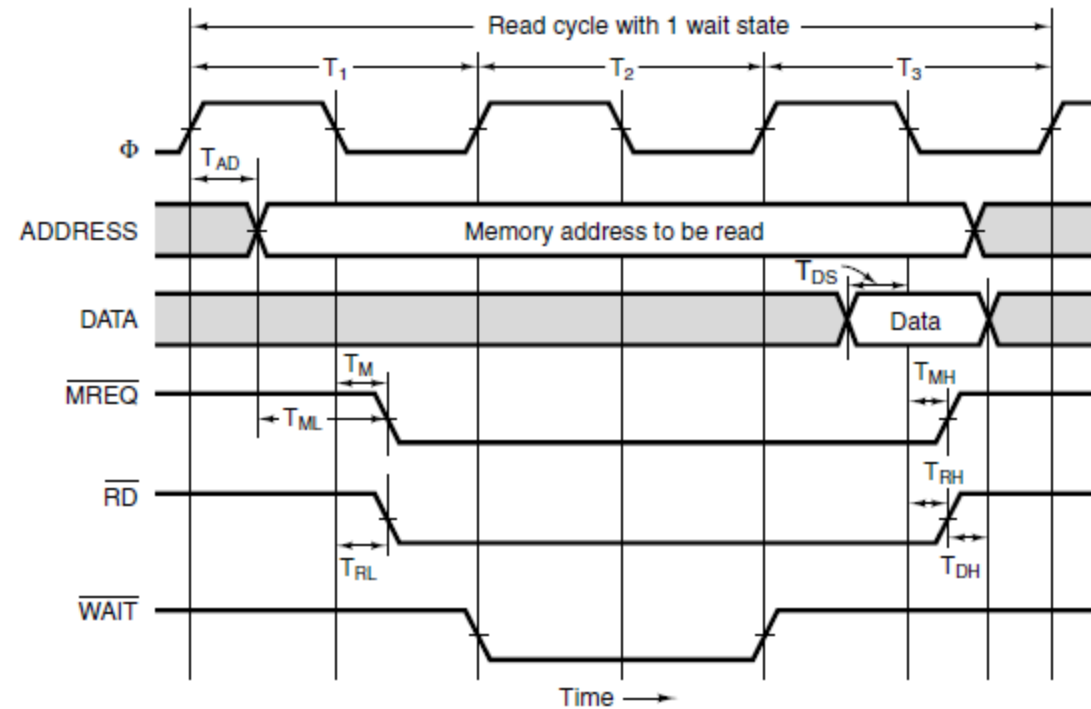 Read cycle with 1 wait state
T1 T2 T3
Φ
TAD
ADDRESS Memory address to be read
TDS
DATA Data
TM TMH
MREQ
TML
TRH
RD
TRL TDH
WAIT
Time